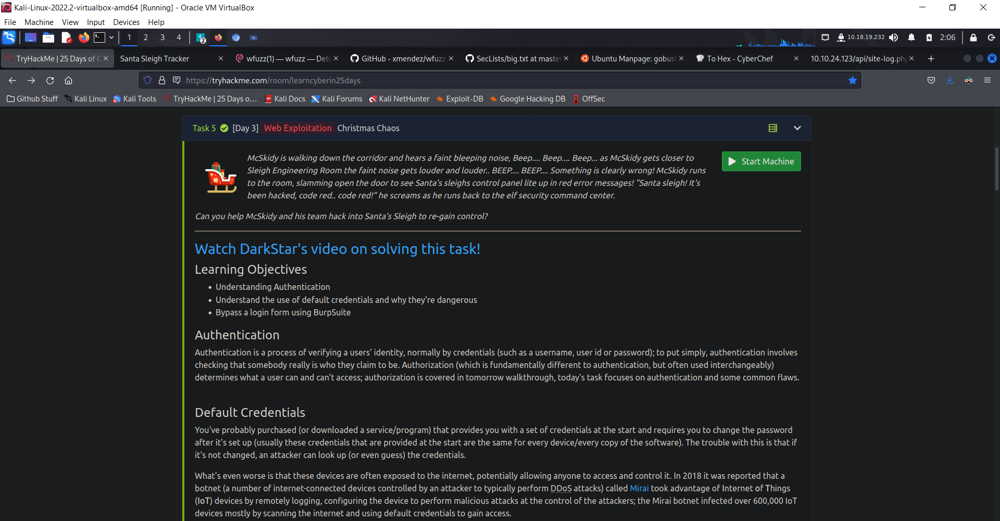 Kali-Linux-2022.2-virtualbox-amd64 [Running] - Oracle VM VirtualBox
File Machine View Input Devices Help
1 2 3 4 2 10.18.19.232 2:06
TryHackMe | 25 Days of C Santa Sleigh Tracker wfuzz(1) — wfuzz — Deb GitHub - xmendez/wfuzz: SecLists/big.txt at master Ubuntu Manpage: gobust To Hex - CyberChef 10.10.24.123/api/site-log.php
https://tryhackme.com/room/learncyberin25days
Github Stuff Kali Linux Kali Tools TryHackMe | 25 Days o... Kali Docs Kali Forums Kali NetHunter Exploit-DB Google Hacking DB OffSec
Task 5 [Day 3] Web Exploitation Christmas Chaos
McSkidy is walking down the corridor and hears a faint bleeping noise, Beep.... Beep.... Beep... as McSkidy gets closer to
Sleigh Engineering Room the faint noise gets louder and louder.. BEEP.... BEEP.... Something is clearly wrong! McSkidy runs
to the room, slamming open the door to see Santa's sleighs control panel lite up in red error messages! "Santa sleigh! It's
been hacked, code red.. code red!" he screams as he runs back to the elf security command center.
Start Machine
Can you help McSkidy and his team hack into Santa's Sleigh to re-gain control?
Watch DarkStar's video on solving this task!
Learning Objectives
• Understanding Authentication
• Understand the use of default credentials and why they're dangerous
• Bypass a login form using BurpSuite
Authentication
Authentication is a process of verifying a users' identity, normally by credentials (such as a username, user id or password); to put simply, authentication involves
checking that somebody really is who they claim to be. Authorization (which is fundamentally different to authentication, but often used interchangeably)
determines what a user can and can't access; authorization is covered in tomorrow walkthrough, today's task focuses on authentication and some common flaws.
Default Credentials
You've probably purchased (or downloaded a service/program) that provides you with a set of credentials at the start and requires you to change the password
after it's set up (usually these credentials that are provided at the start are the same for every device/every copy of the software). The trouble with this is that if
it's not changed, an attacker can look up (or even guess) the credentials.
What's even worse is that these devices are often exposed to the internet, potentially allowing anyone to access and control it. In 2018 it was reported that a
botnet (a number of internet-connected devices controlled by an attacker to typically perform DDoS attacks) called Mirai took advantage of Internet of Things
(IoT) devices by remotely logging, configuring the device to perform malicious attacks at the control of the attackers; the Mirai botnet infected over 600,000 IoT
devices mostly by scanning the internet and using default credentials to gain access.